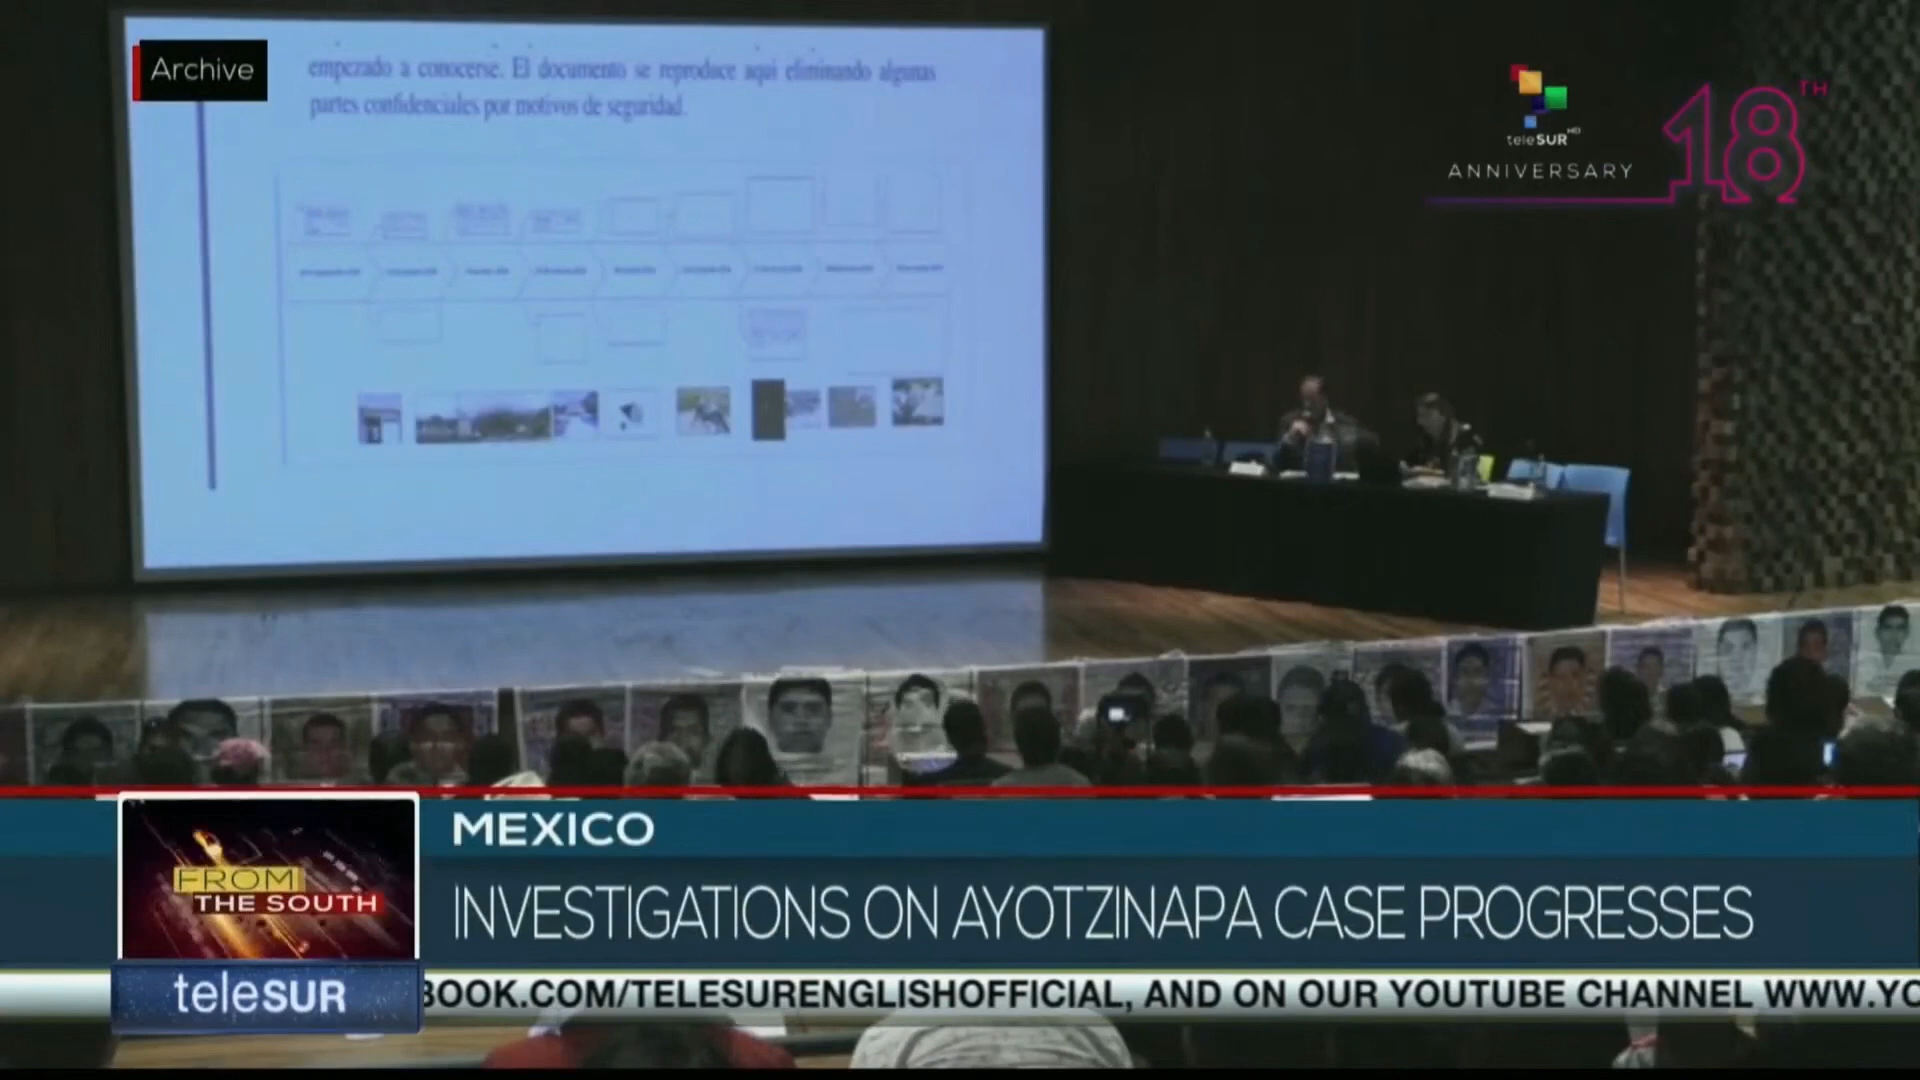 Archive
empezado a conocerse. El documento se reproduce aqui eliminando algunas
partes confidenciales por motivos de seguridad.
teleSUR HD
ANNIVERSARY
18TH
MEXICO
INVESTIGATIONS ON AYOTZINAPA CASE PROGRESSES
FROM
THE SOUTH
teleSUR
BOOK.COM/TELESURENGLISHOFFICIAL, AND ON OUR YOUTUBE CHANNEL WWW.YO